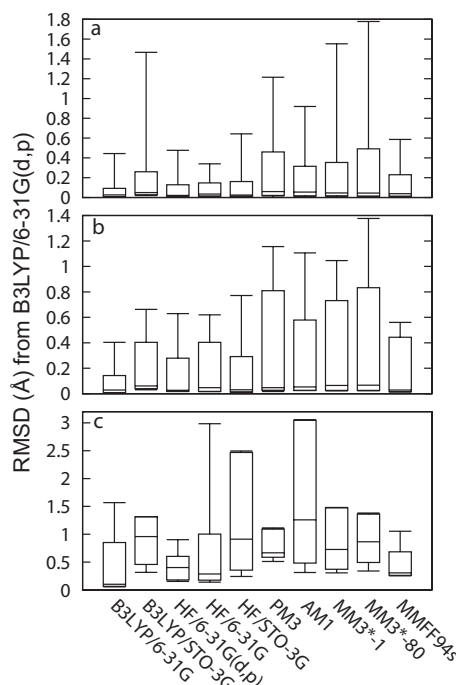 RMSD (Å) from B3LYP/6-31G(d,p)
a
1.8
1.6
1.4
1.2
1
0.8
0.6
0.4
0.2
0
b
1.4
1.2
1
0.8
0.6
0.4
0.2
0
c
3
2.5
2
1.5
1
0.5
0
B3LYP/6-31G
B3LYP/STO-3G
HF/6-31G(d,p)
HF/6-31G
HF/STO-3G
PM3
AM1
MM3*-1
MM3*-80
MMFF94s